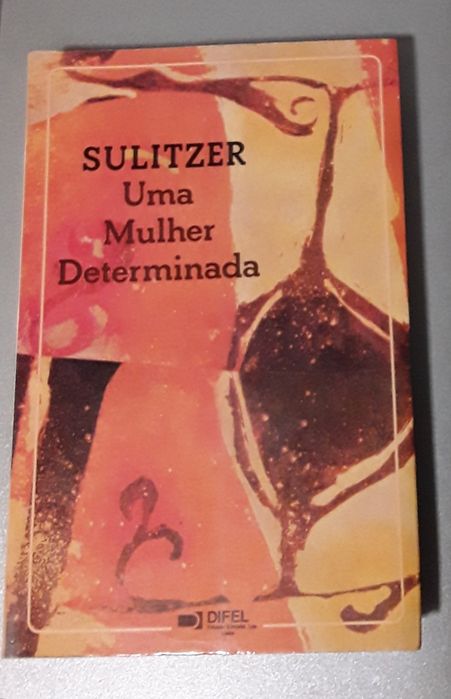 SULITZER
Uma
Mulher
Determinada
DIFEL